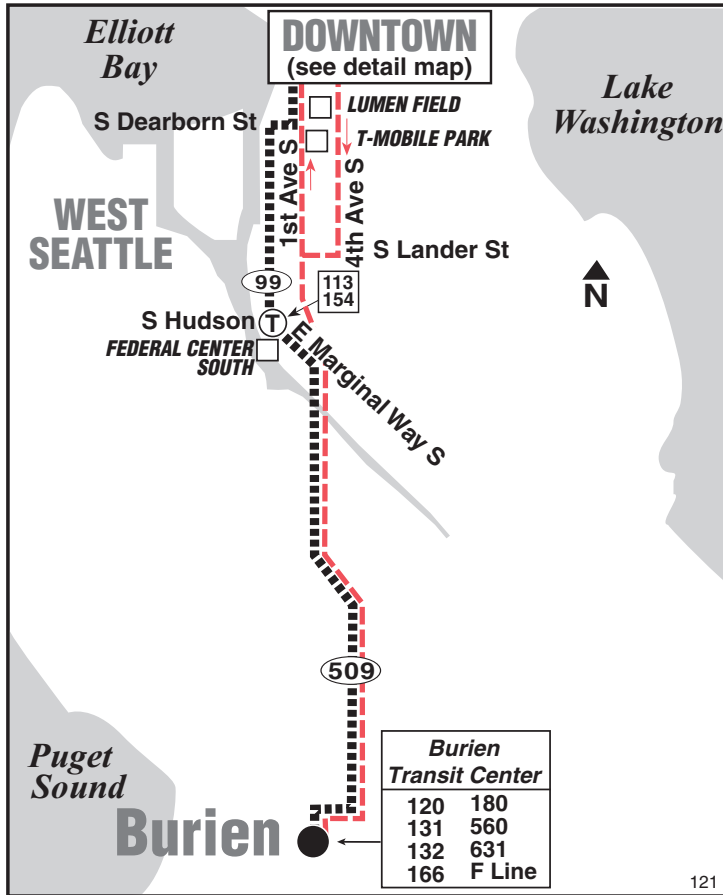 Elliott
Bay
DOWNTOWN
(see detail map)
Lake
Washington
LUMEN FIELD
S Dearborn St
T-MOBILE PARK
1st Ave S
4th Ave S
WEST
SEATTLE
S Lander St
99
113
154
N
S Hudson
T
FEDERAL CENTER
SOUTH
E Marginal Way S
509
Puget
Sound
Burien
Burien
Transit Center
120 180
131 560
132 631
166 F Line
121